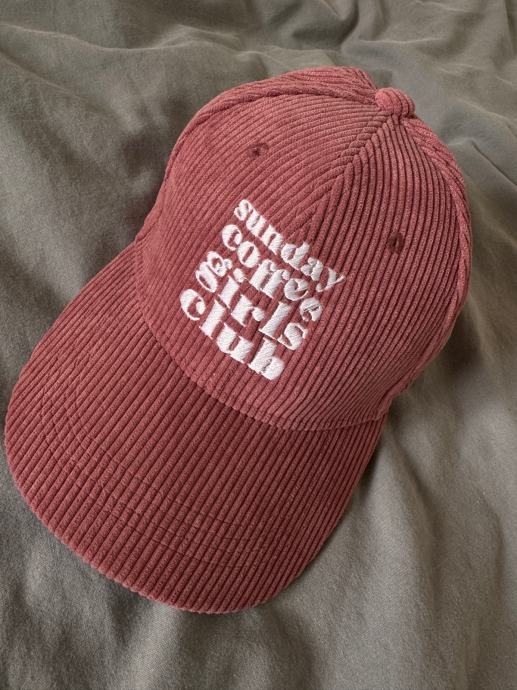 sunday
coffee
& girls
club